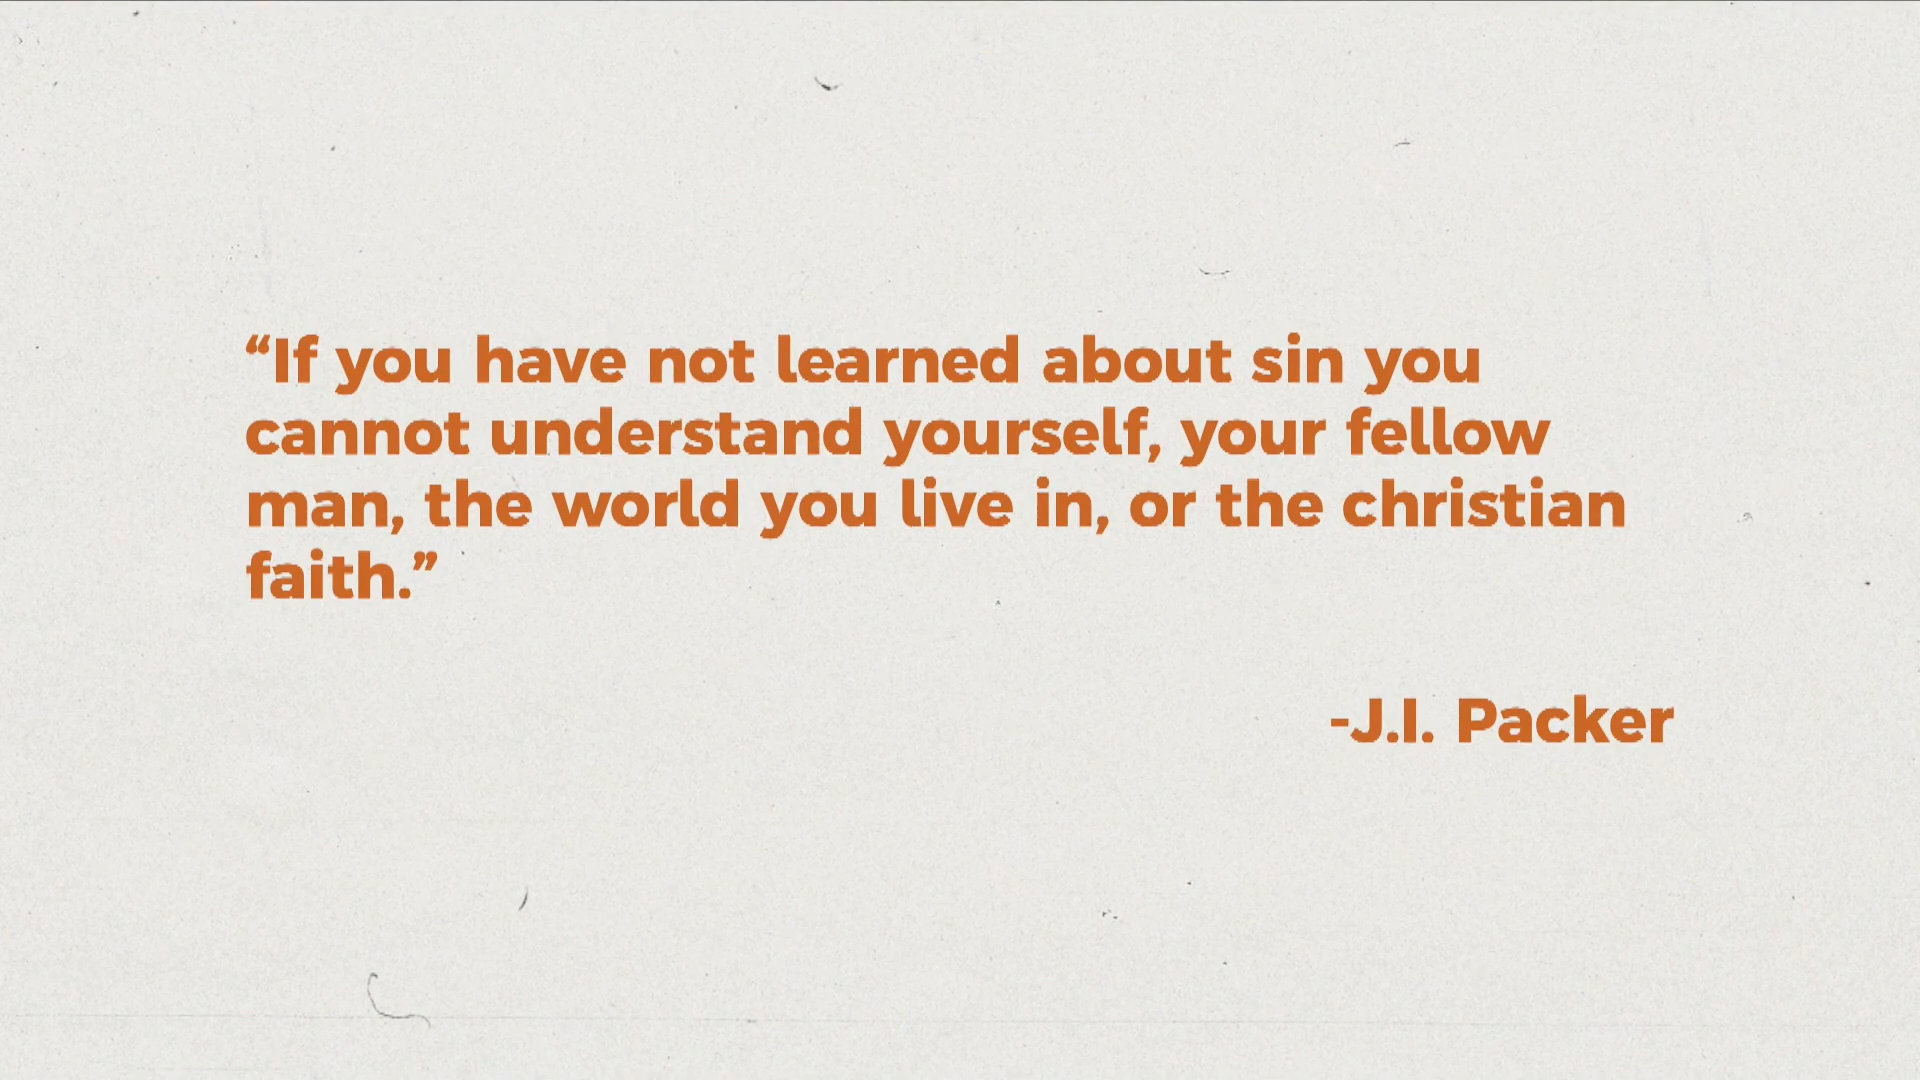 “If you have not learned about sin you
cannot understand yourself, your fellow
man, the world you live in, or the christian
faith.”
-J.I. Packer